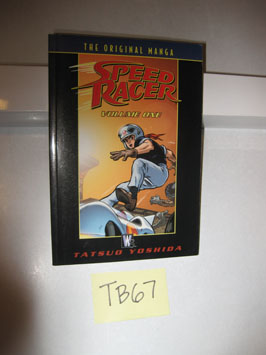 THE ORIGINAL MANGA
SPEED
RACER
VOLUME ONE
TATSUO YOSHIDA
TB67